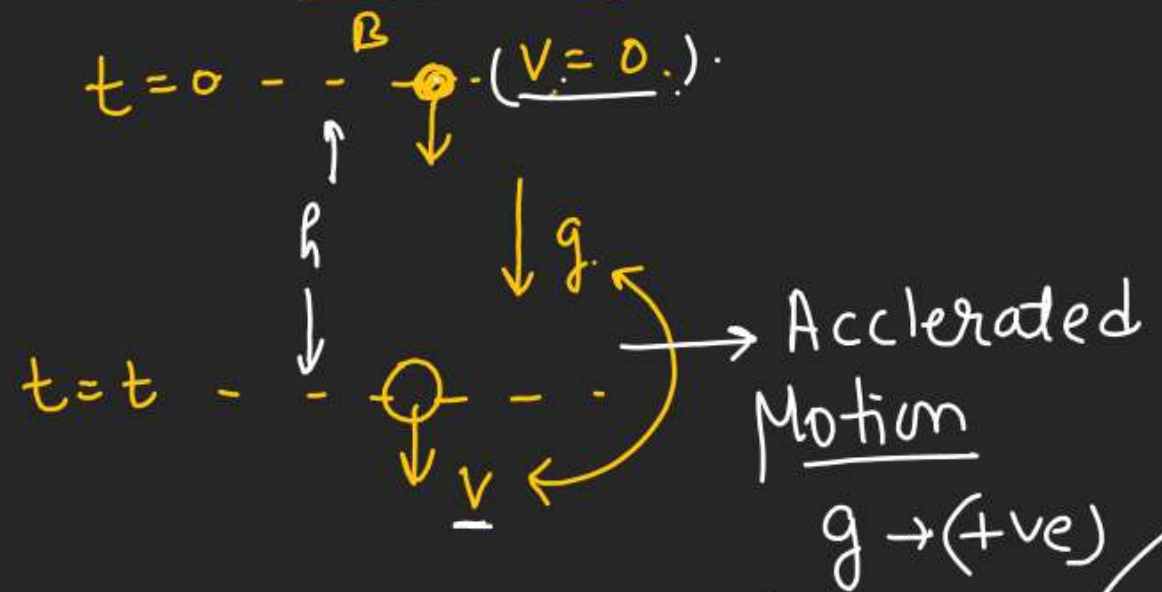 B
t = 0 - - - (V = 0.).
h
g.
t = t - - - - -
→ Acclerated
Motion
V
g → (+ve)